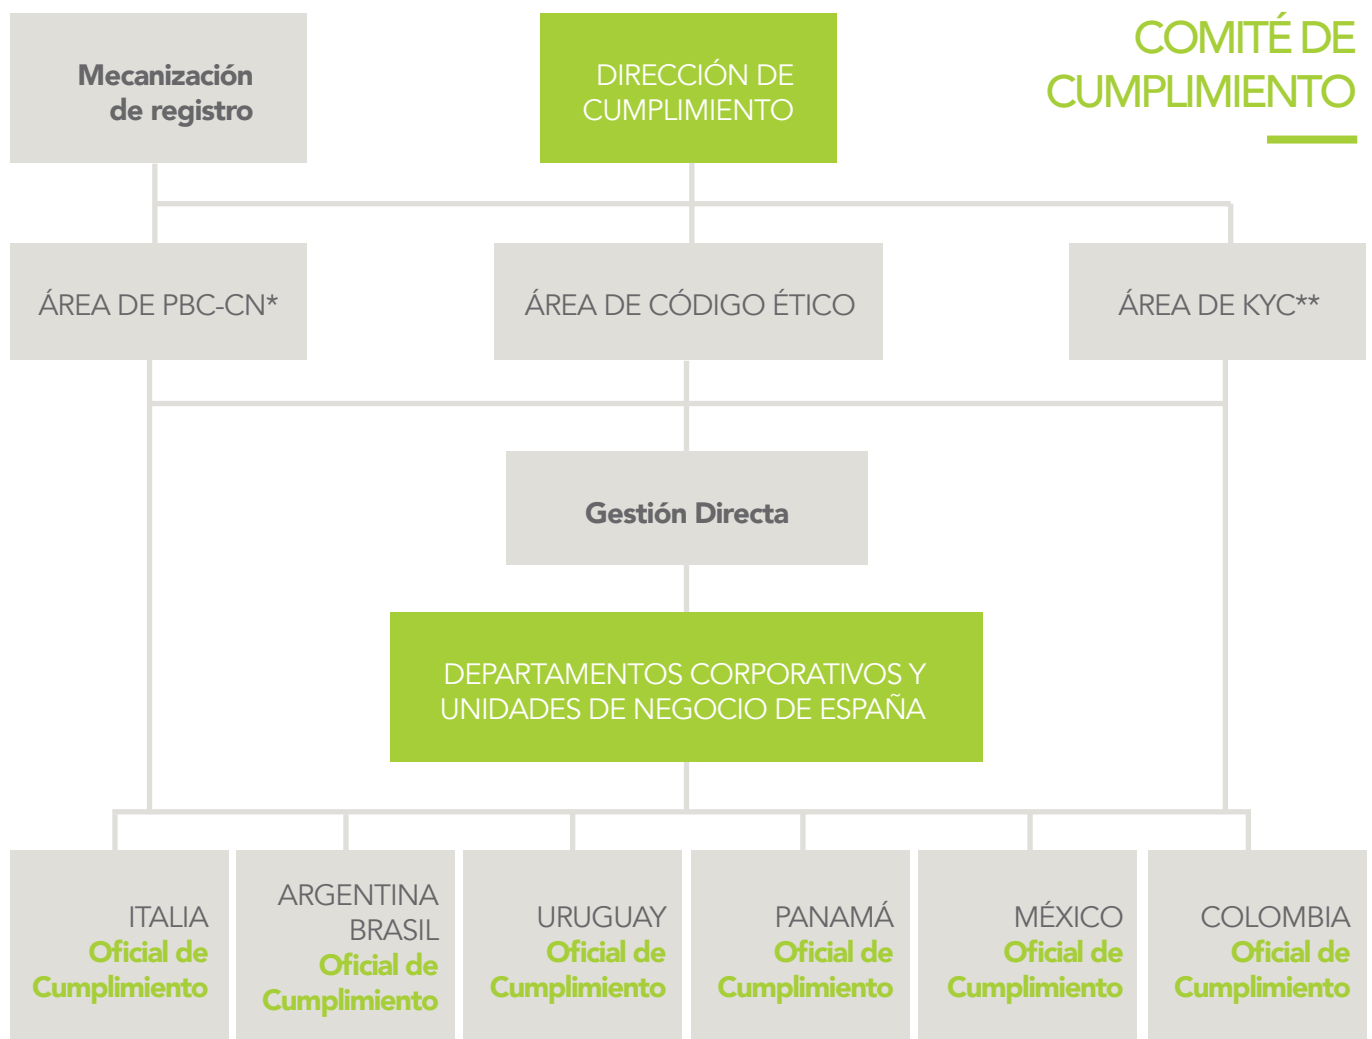 COMITÉ DE
CUMPLIMIENTO
Mecanización
de registro
DIRECCIÓN DE
CUMPLIMIENTO
ÁREA DE PBC-CN*
ÁREA DE CÓDIGO ÉTICO
ÁREA DE KYC**
Gestión Directa
DEPARTAMENTOS CORPORATIVOS Y
UNIDADES DE NEGOCIO DE ESPAÑA
ITALIA
Oficial de
Cumplimiento
ARGENTINA
BRASIL
Oficial de
Cumplimiento
URUGUAY
Oficial de
Cumplimiento
PANAMÁ
Oficial de
Cumplimiento
MÉXICO
Oficial de
Cumplimiento
COLOMBIA
Oficial de
Cumplimiento